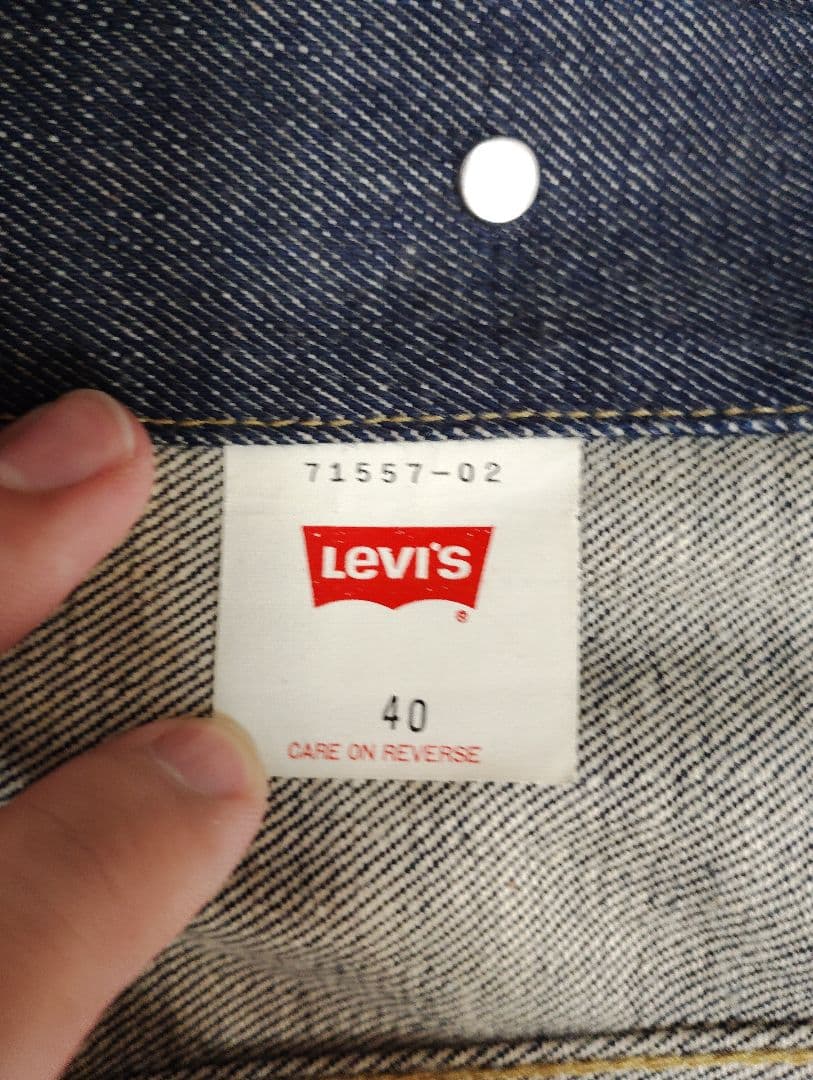 71557-02
Levi's
®
40
CARE ON REVERSE